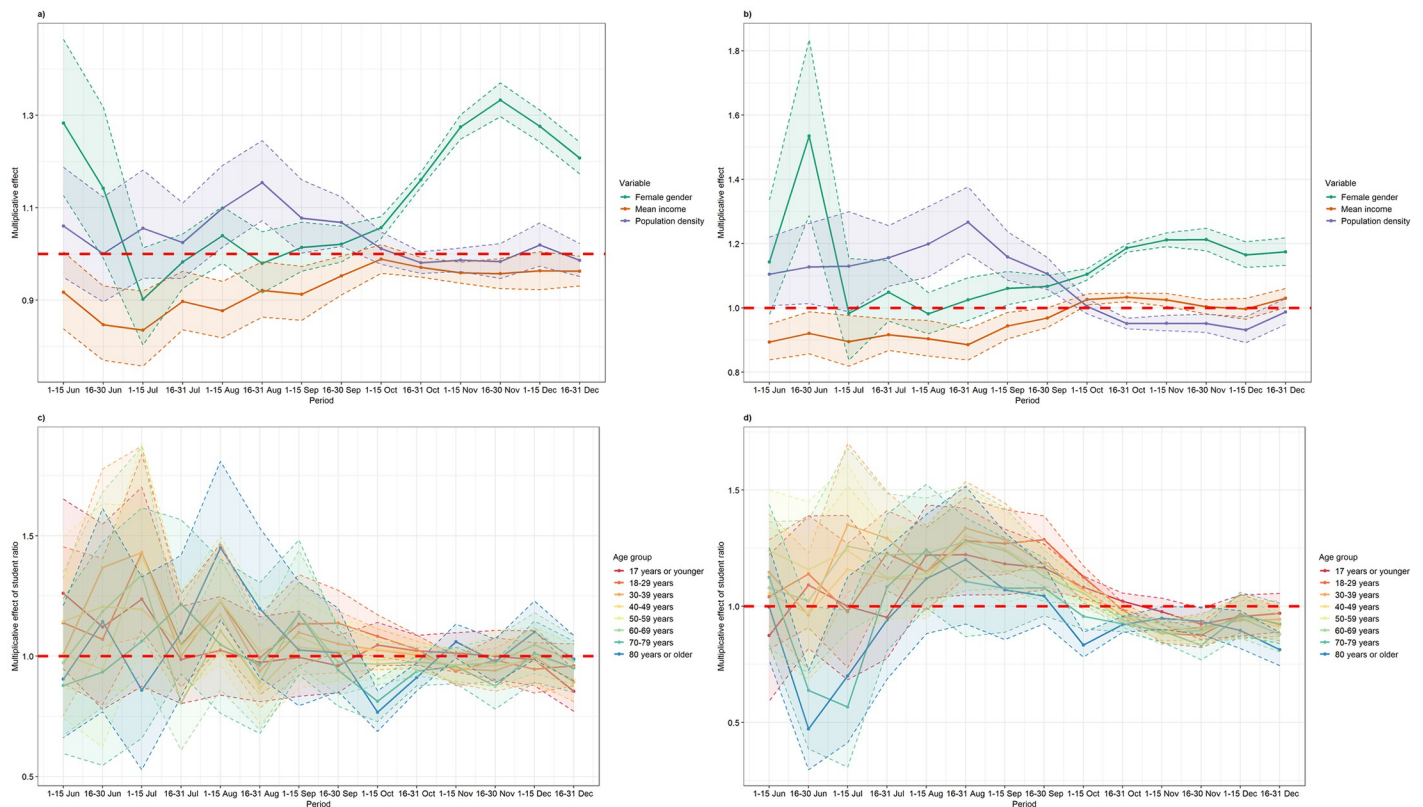 a)
Multiplicative effect
1.3
1.1
0.9
1-15 Jun 16-30 Jun 1-15 Jul 16-31 Jul 1-15 Aug 16-31 Aug 1-15 Sep 16-30 Sep 1-15 Oct 16-31 Oct 1-15 Nov 16-30 Nov 1-15 Dec 16-31 Dec
Period
Variable
Female gender
Mean income
Population density
b)
Multiplicative effect
1.8
1.6
1.4
1.2
1.0
0.8
1-15 Jun 16-30 Jun 1-15 Jul 16-31 Jul 1-15 Aug 16-31 Aug 1-15 Sep 16-30 Sep 1-15 Oct 16-31 Oct 1-15 Nov 16-30 Nov 1-15 Dec 16-31 Dec
Period
Variable
Female gender
Mean income
Population density
c)
Multiplicative effect of student ratio
1.5
1.0
0.5
1-15 Jun 16-30 Jun 1-15 Jul 16-31 Jul 1-15 Aug 16-31 Aug 1-15 Sep 16-30 Sep 1-15 Oct 16-31 Oct 1-15 Nov 16-30 Nov 1-15 Dec 16-31 Dec
Period
Age group
17 years or younger
18-29 years
30-39 years
40-49 years
50-59 years
60-69 years
70-79 years
80 years or older
d)
Multiplicative effect of student ratio
1.5
1.0
0.5
1-15 Jun 16-30 Jun 1-15 Jul 16-31 Jul 1-15 Aug 16-31 Aug 1-15 Sep 16-30 Sep 1-15 Oct 16-31 Oct 1-15 Nov 16-30 Nov 1-15 Dec 16-31 Dec
Period
Age group
17 years or younger
18-29 years
30-39 years
40-49 years
50-59 years
60-69 years
70-79 years
80 years or older